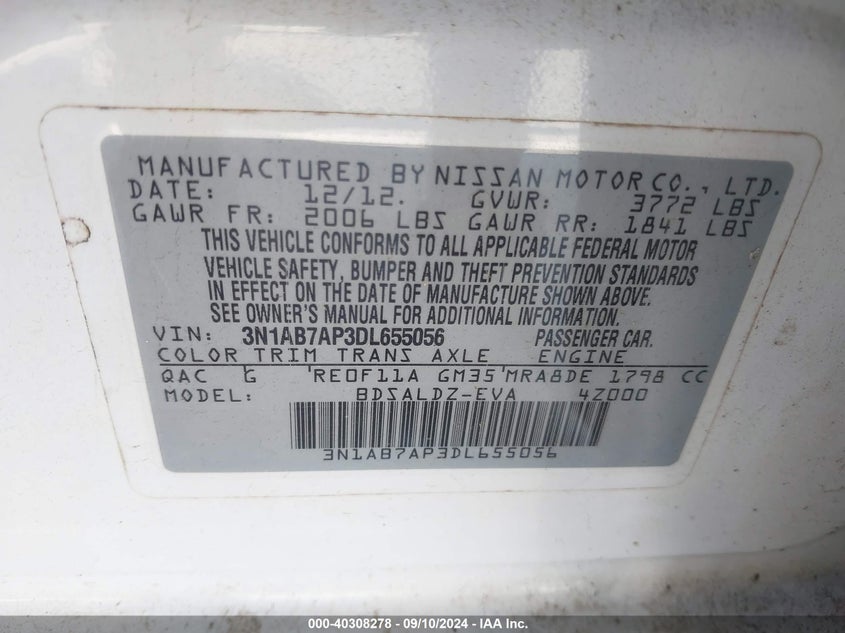 MANUFACTURED BY NISSAN MOTOR CO., LTD.
DATE: 12/12. GVWR: 3772 LBS
GAWR FR: 2006 LBS GAWR RR: 1841 LBS
THIS VEHICLE CONFORMS TO ALL APPLICABLE FEDERAL MOTOR
VEHICLE SAFETY, BUMPER AND THEFT PREVENTION STANDARDS
IN EFFECT ON THE DATE OF MANUFACTURE SHOWN ABOVE.
SEE OWNER'S MANUAL FOR ADDITIONAL INFORMATION.
VIN: 3N1AB7AP3DL655056 PASSENGER CAR.
COLOR TRIM TRANS AXLE ENGINE
QAC G RE0F11A GM35 MRA8DE 1798 CC
MODEL: BDSALDZ-EVA 4Z000
3N1AB7AP3DL655056
000-40308278 - 09/10/2024 - IAA Inc.